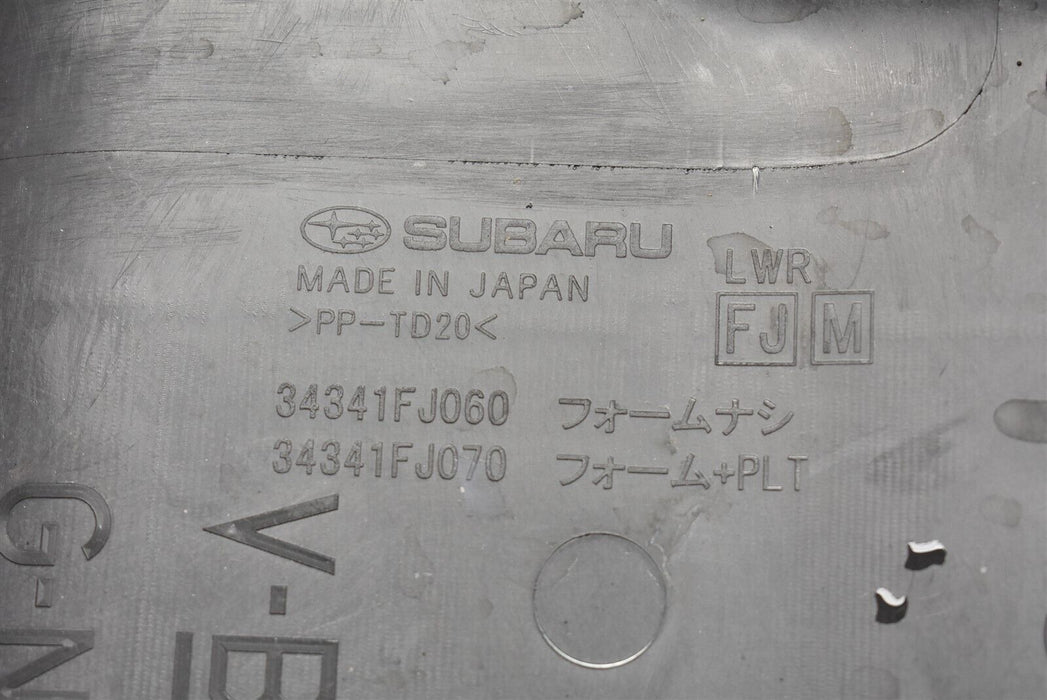 SUBARU
MADE IN JAPAN
>PP-TD20<
LWR
FJ M
34341FJ060 フォームナシ
34341FJ070 フォーム+PLT
G-N
V-B